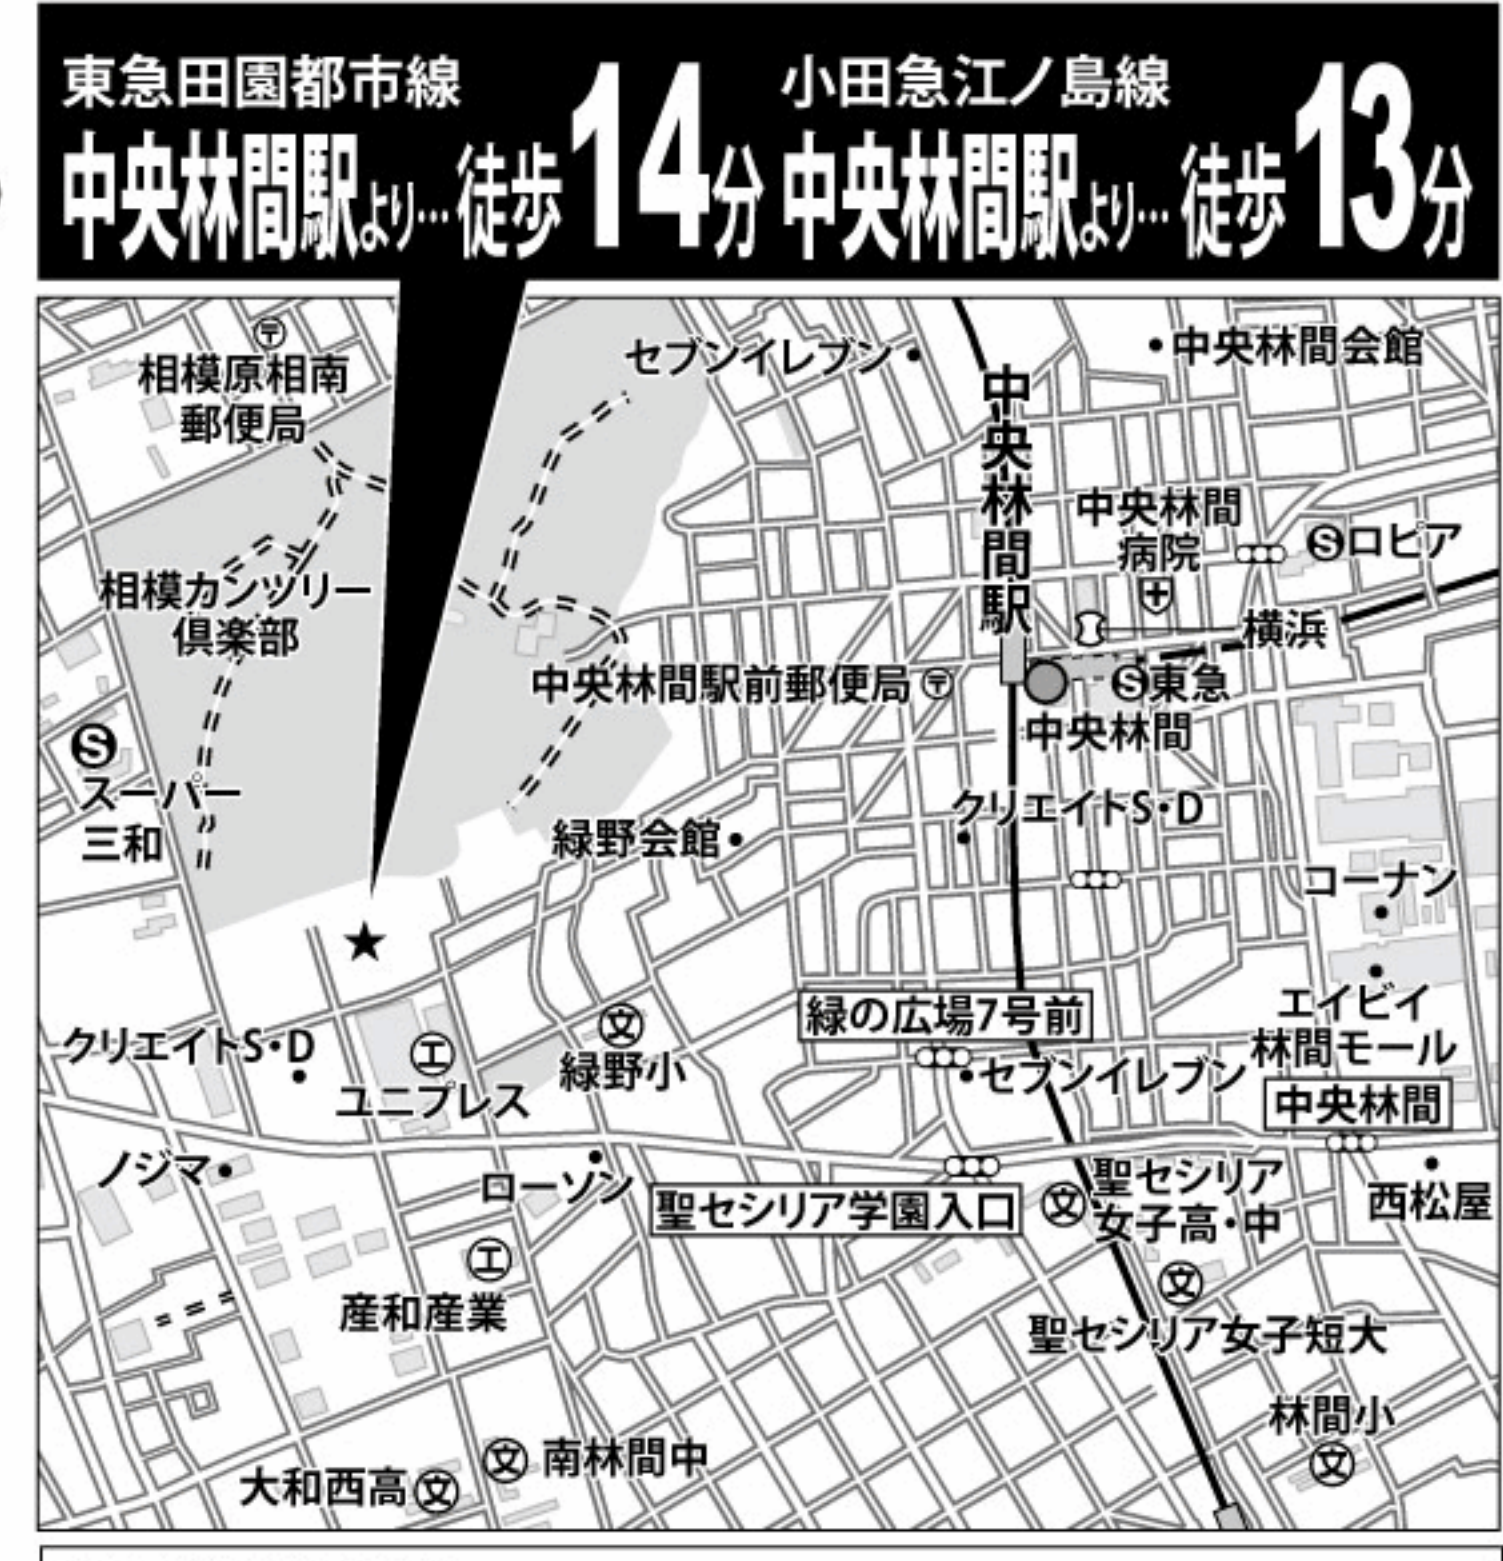 東急田園都市線
中央林間駅より…徒歩14分
小田急江ノ島線
中央林間駅より…徒歩13分
〒
相模原相南
郵便局
セブンイレブン
中央林間会館
中央林間駅
中央林間
病院
Sロピア
相模カンツリー
倶楽部
横浜
中央林間駅前郵便局〒
S東急
中央林間
S
スーパー
三和
緑野会館
クリエイトS・D
コーナン
緑の広場7号前
エイビイ
林間モール
クリエイトS・D
工
ユニプレス
文
緑野小
セブンイレブン
中央林間
ノジマ
ローソン
聖セシリア学園入口
文
聖セシリア
女子高・中
西松屋
工
産和産業
文
聖セシリア女子短大
林間小
文
大和西高文
文南林間中